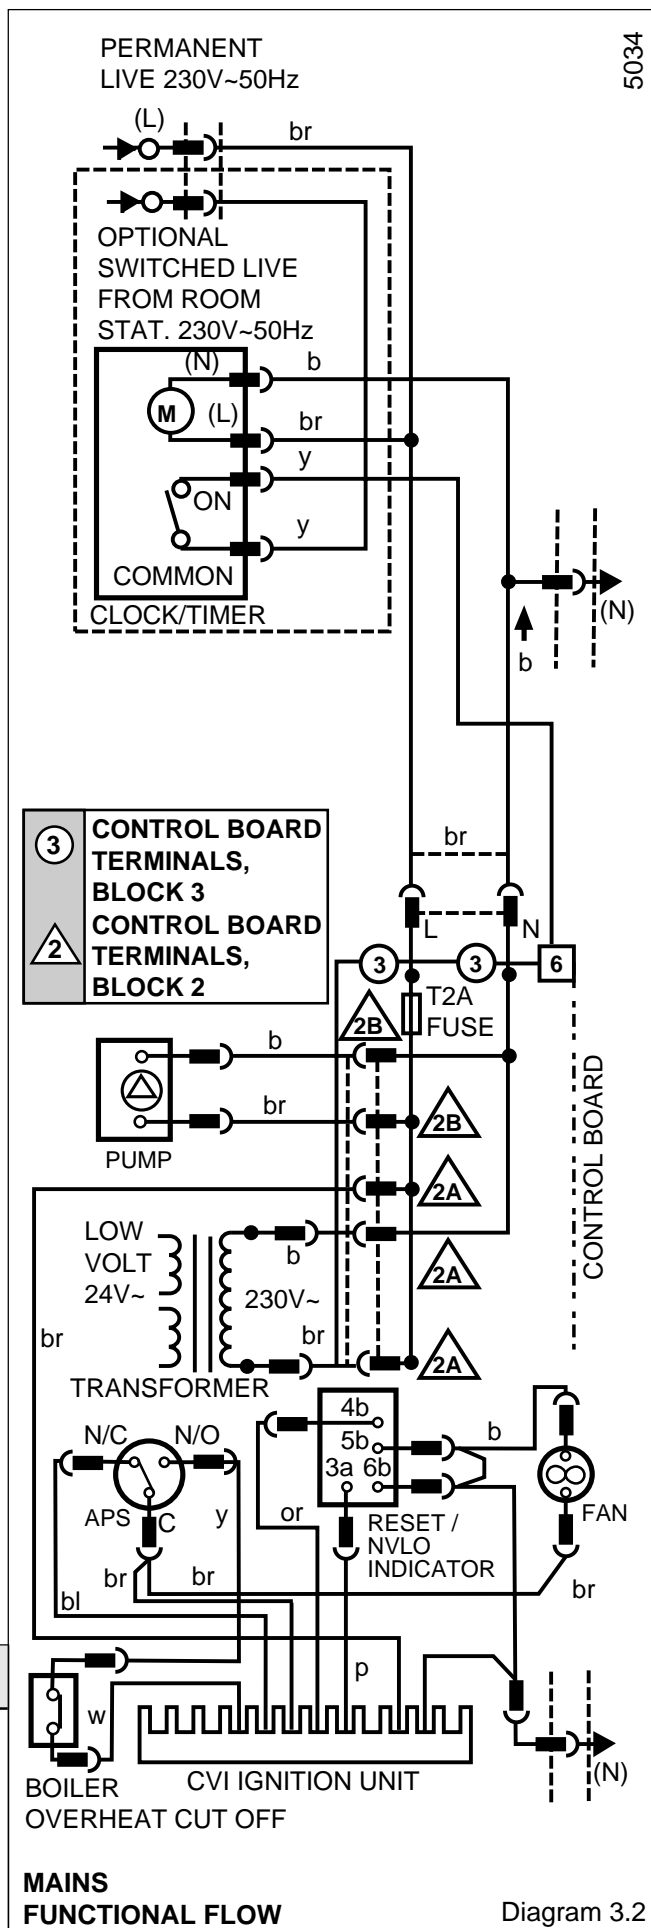 5034
PERMANENT
LIVE 230V~50Hz
(L)
br
OPTIONAL
SWITCHED LIVE
FROM ROOM
STAT. 230V~50Hz
(N)
b
M
(L)
br
y
ON
y
COMMON
CLOCK/TIMER
(N)
b
3
CONTROL BOARD
TERMINALS,
BLOCK 3
2
CONTROL BOARD
TERMINALS,
BLOCK 2
br
L
N
3
3
6
T2A
FUSE
2B
b
br
2B
PUMP
2A
CONTROL BOARD
LOW
VOLT
24V~
b
230V~
2A
br
br
2A
TRANSFORMER
N/C
N/O
4b
5b
b
3a
6b
APS
C
y
or
RESET /
NVLO
INDICATOR
FAN
br
br
br
bl
p
w
CVI IGNITION UNIT
(N)
BOILER
OVERHEAT CUT OFF
MAINS
FUNCTIONAL FLOW
Diagram 3.2